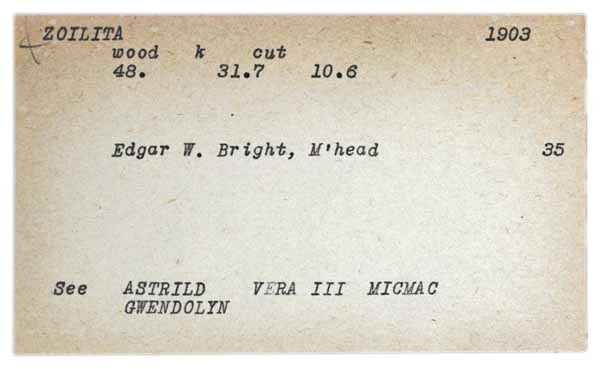 ZOILITA 1903
wood k cut
48. 31.7 10.6
Edgar W. Bright, M'head 35
See ASTRILD VERA III MICMAC
GWENDOLYN